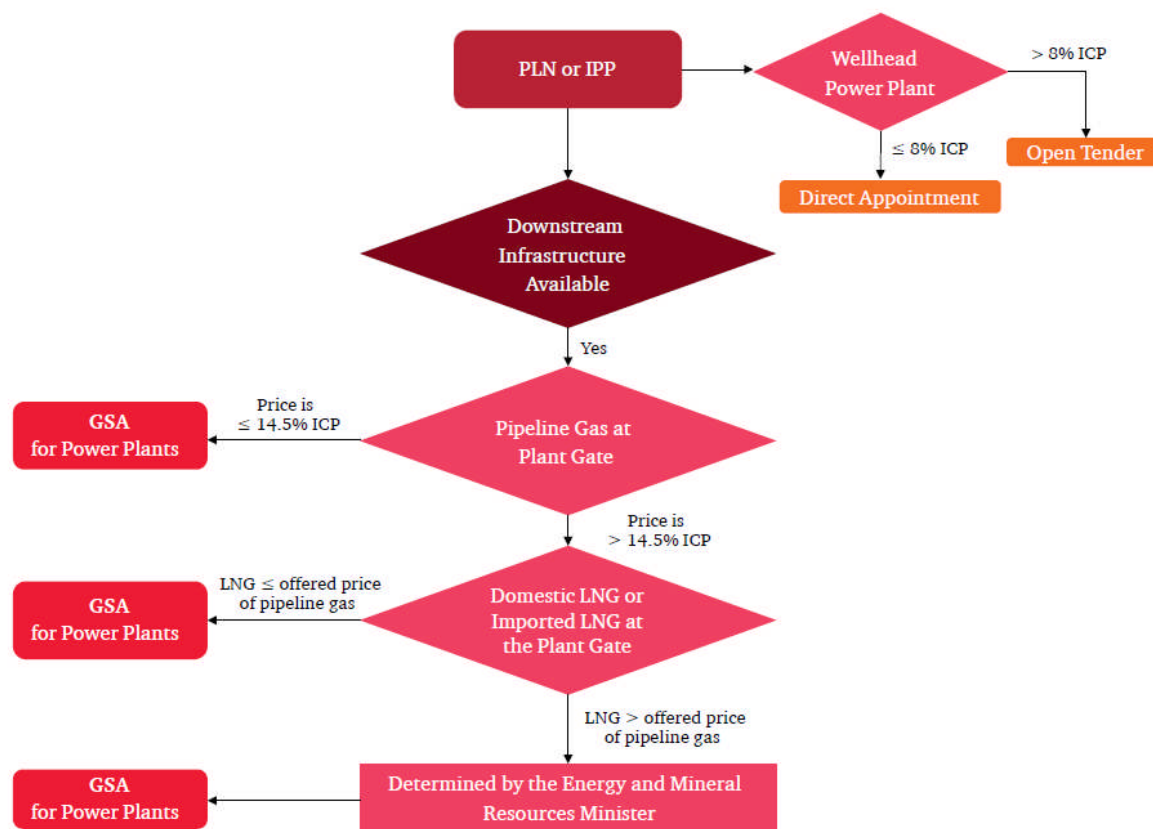 PLN or IPP
Wellhead
Power Plant
> 8% ICP
≤ 8% ICP
Open Tender
Direct Appointment
Downstream
Infrastructure
Available
Yes
Price is
≤ 14.5% ICP
GSA
for Power Plants
Pipeline Gas at
Plant Gate
Price is
> 14.5% ICP
LNG ≤ offered price
of pipeline gas
GSA
for Power Plants
Domestic LNG or
Imported LNG at
the Plant Gate
LNG > offered price
of pipeline gas
GSA
for Power Plants
Determined by the Energy and Mineral
Resources Minister